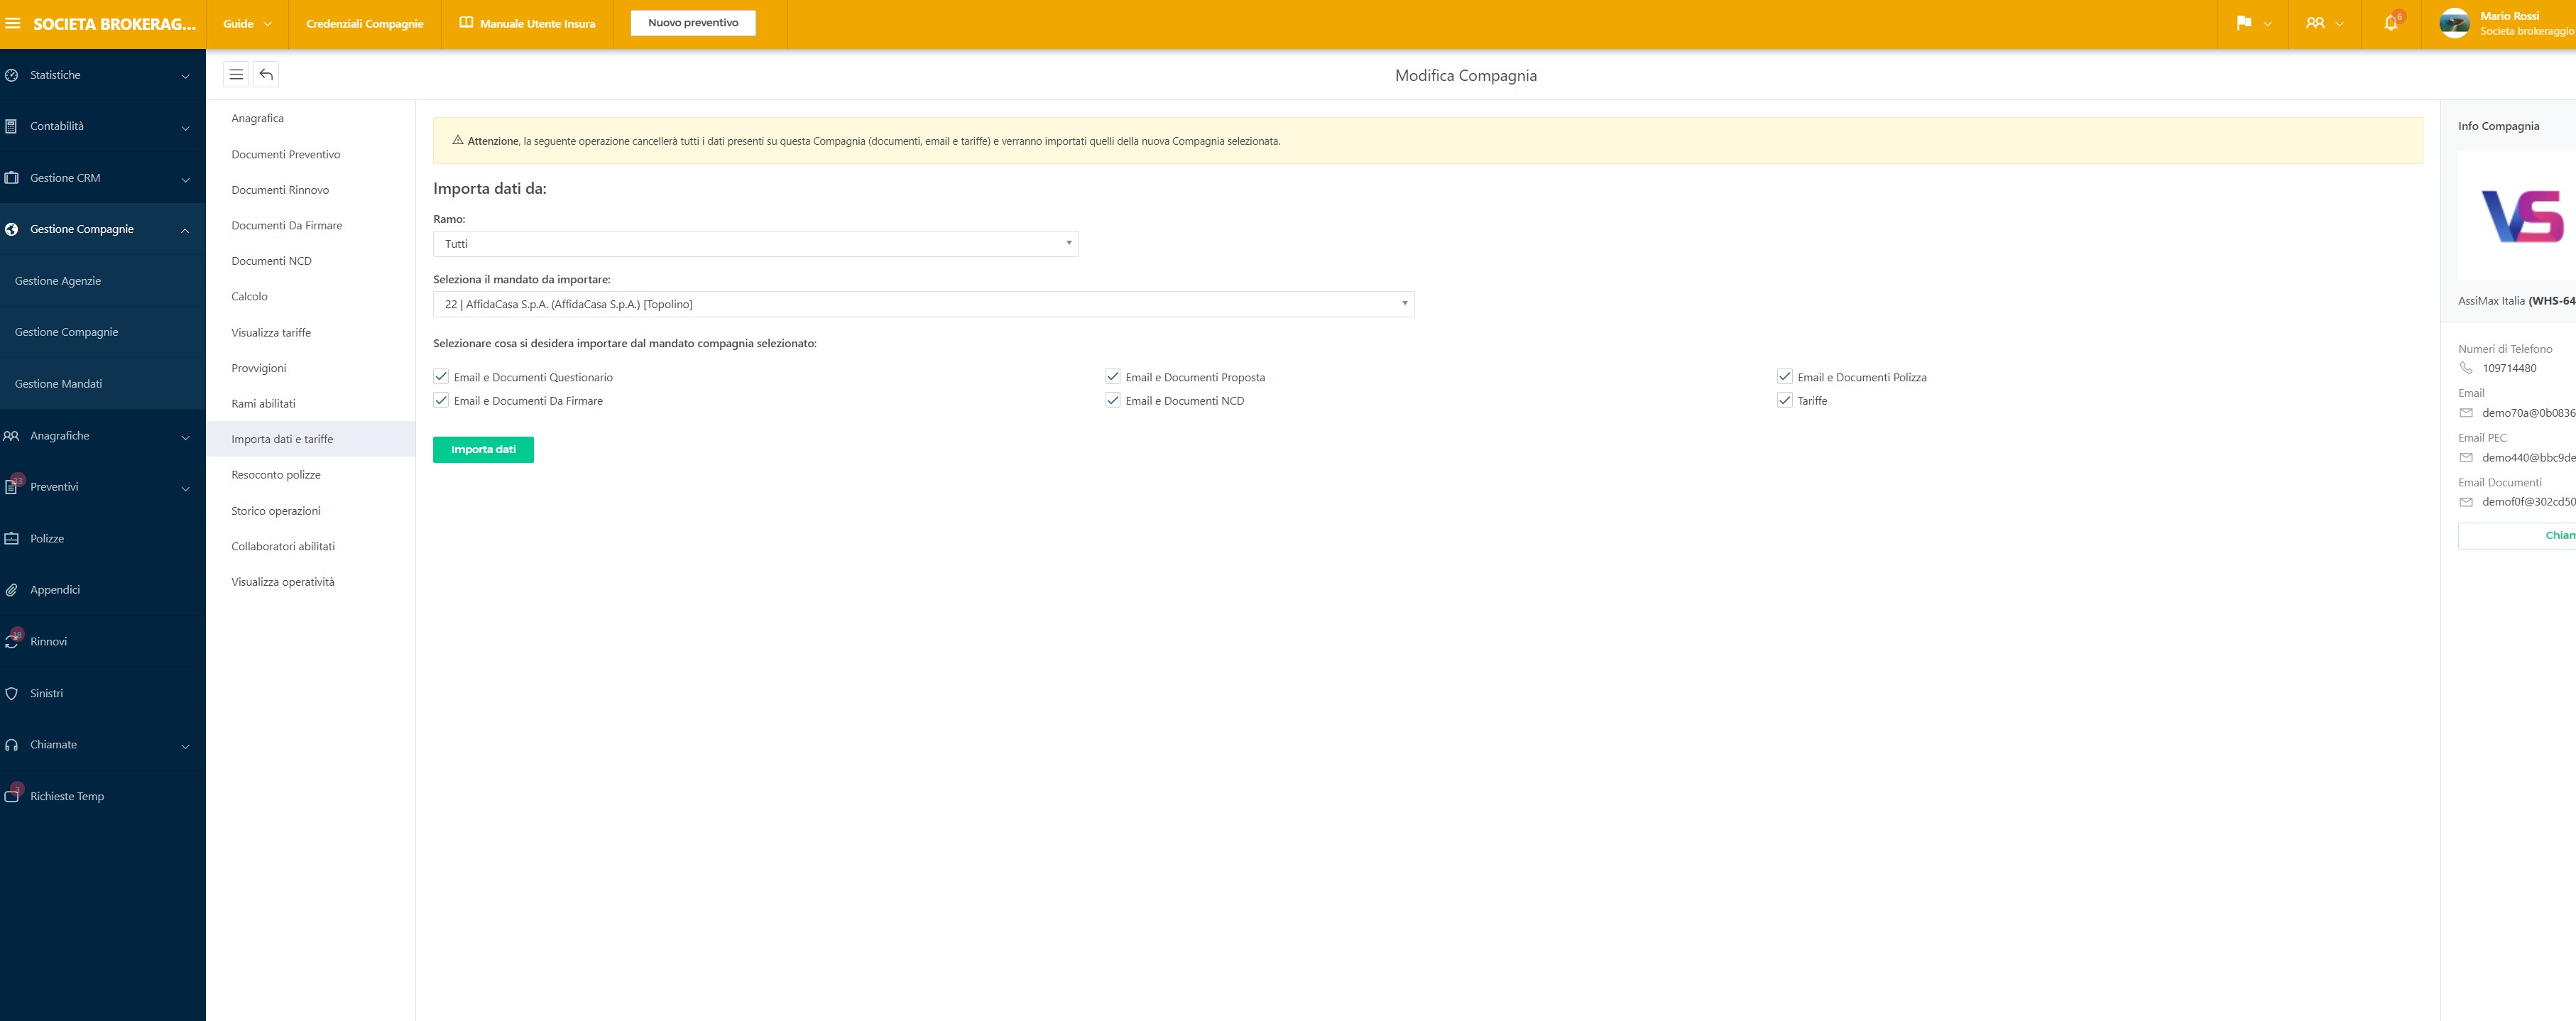 SOCIETA BROKERAG...
Guide
Credenziali Compagnie
Manuale Utente Insura
Nuovo preventivo
6
Mario Rossi
Societa brokeraggio
Statistiche
Contabilità
Gestione CRM
Gestione Compagnie
Gestione Agenzie
Gestione Compagnie
Gestione Mandati
Anagrafiche
Preventivi
Polizze
Appendici
Rinnovi
Sinistri
Chiamate
Richieste Temp
Modifica Compagnia
Anagrafica
Documenti Preventivo
Documenti Rinnovo
Documenti Da Firmare
Documenti NCD
Calcolo
Visualizza tariffe
Provvigioni
Rami abilitati
Importa dati e tariffe
Resoconto polizze
Storico operazioni
Collaboratori abilitati
Visualizza operatività
Attenzione, la seguente operazione cancellerà tutti i dati presenti su questa Compagnia (documenti, email e tariffe) e verranno importati quelli della nuova Compagnia selezionata.
Importa dati da:
Ramo:
Tutti
Seleziona il mandato da importare:
22 | AffidaCasa S.p.A. (AffidaCasa S.p.A.) [Topolino]
Selezionare cosa si desidera importare dal mandato compagnia selezionato:
Email e Documenti Questionario
Email e Documenti Proposta
Email e Documenti Polizza
Email e Documenti Da Firmare
Email e Documenti NCD
Tariffe
Importa dati
Info Compagnia
VS
AssiMax Italia (WHS-64
Numeri di Telefono
109714480
Email
demo70a@0b0836
Email PEC
demo440@bbc9de
Email Documenti
demof0f@302cd50
Chiam